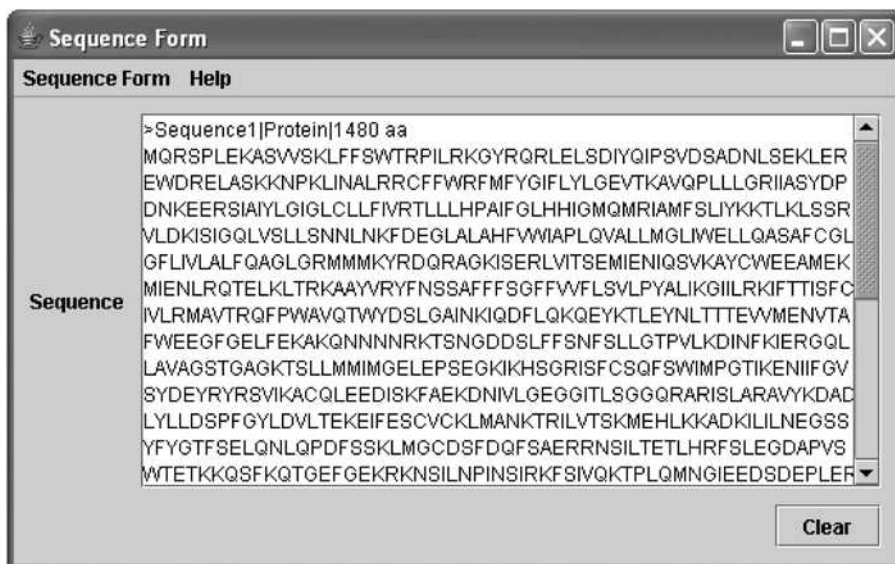 Sequence Form
Sequence Form Help
Sequence
>Sequence1|Protein|1480 aa
MQRSPLEKASVVSKLFFSWTRPILRKGYRQRLELSDIYQIPSVDSADNLSEKLER
EWDRELASKKNPKLINALRRCFFWRFMFYGIFLYLGEVTKAVQPLLLGRIIASYDP
DNKEERSIAIYLGIGLCLLFIVRTLLLHPAIFGLHHIGMQMRIAMFSLIYKKTLKLSSR
VLDKISIGQLVSLLSNNLNKFDEGLALAHFVWIAPLQVALLMGLIWELLQASAFCGL
GFLIVLALFQAGLGRMMMKYRDQRAGKISERLVITSEMIENIQSVKAYCWEEAMEK
MIENLRQTELKLTRKAAYVRYFNSSAFFFSGFFVVFLSVLPYALIKGIILRKIFTTISFC
IVLRMAVTRQFPWAVQTWYDSLGAINKIQDFLQKQEYKTLEYNLTTTEVVMENVTA
FWEEGFGELFEKAKQNNNNRKTSNGDDSLFFSNFSLLGTPVLKDINFKIERGQL
LAVAGSTGAGKTSLLMMIMGELEPSEGKIKHSGRISFCSQFSWIMPGTIKENIIFGV
SYDEYRYRSVIKACQLEEDISKFAEKDNIVLGEGGITLSGGQRARISLARAVYKDAD
LYLLDSPFGYLDVLTEKEIFESCVCKLMANKTRILVTSKMEHLKKADKILILNEGSS
YFYGTFSELQNLQPDFSSKLMGCDSFDQFSAERRNSILTETLHRFSLEGDAPVS
WTETKKQSFKQTGEFGEKRKNSILNPINSIRKFSIVQKTPLQMNGIEEDSDEPLER
Clear